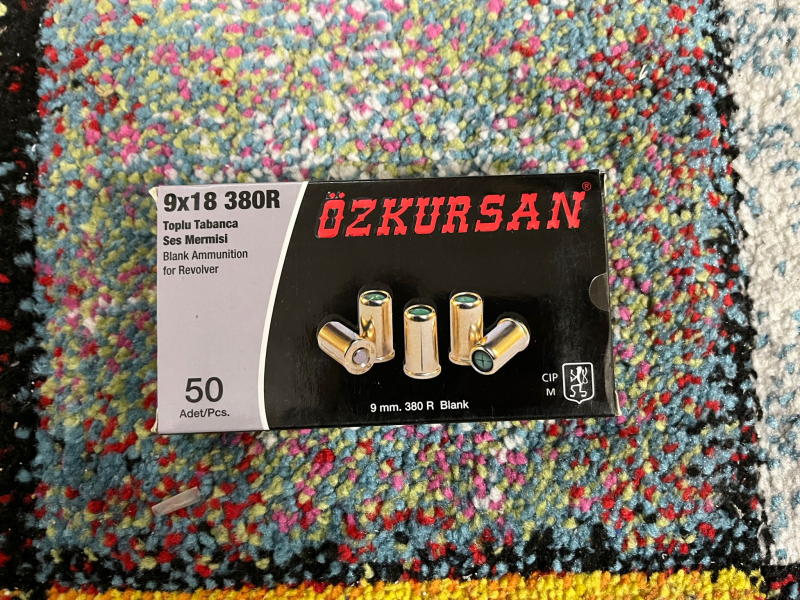 9x18 380R
Toplu Tabanca
Ses Mermisi
Blank Ammunition
for Revolver
50
Adet/Pcs.
ÖZKURSAN®
9 mm. 380 R Blank
CIP
M